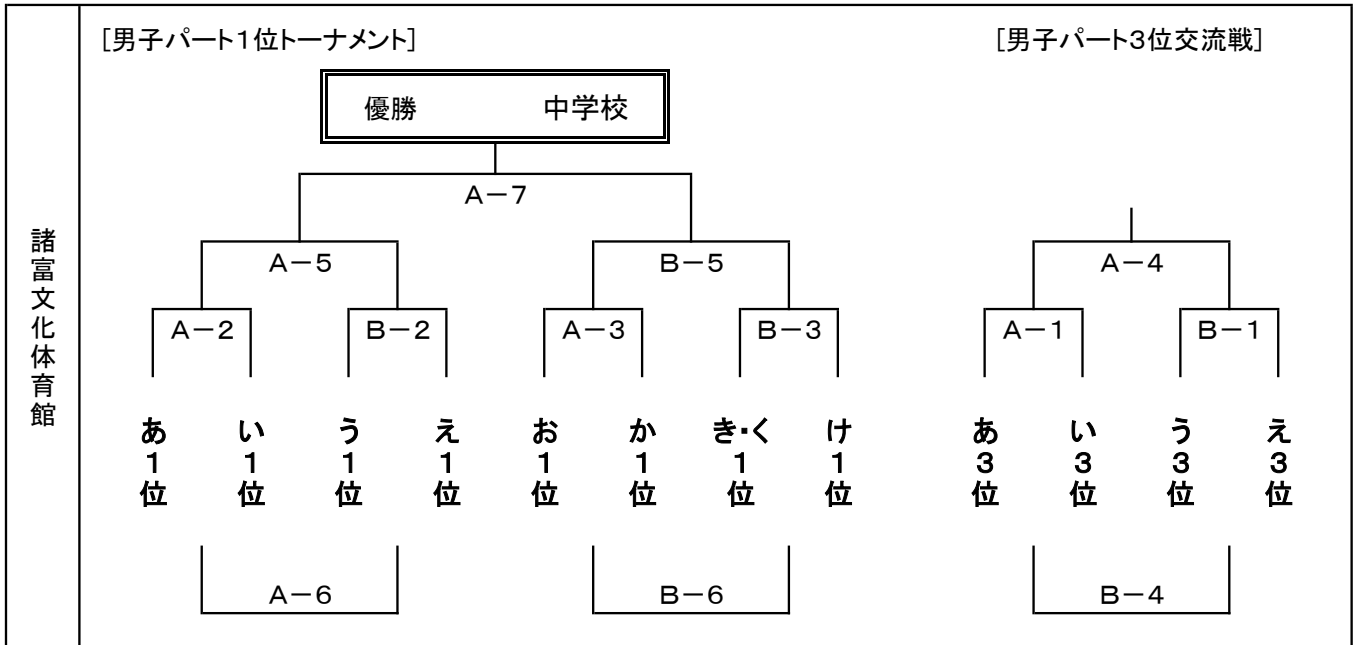 [男子パート1位トーナメント]
[男子パート3位交流戦]
優勝 中学校
A-7
A-5
B-5
A-4
A-2
B-2
A-3
B-3
A-1
B-1
諸富文化体育館
あ1位
い1位
う1位
え1位
お1位
か1位
き・く1位
け1位
あ3位
い3位
う3位
え3位
A-6
B-6
B-4